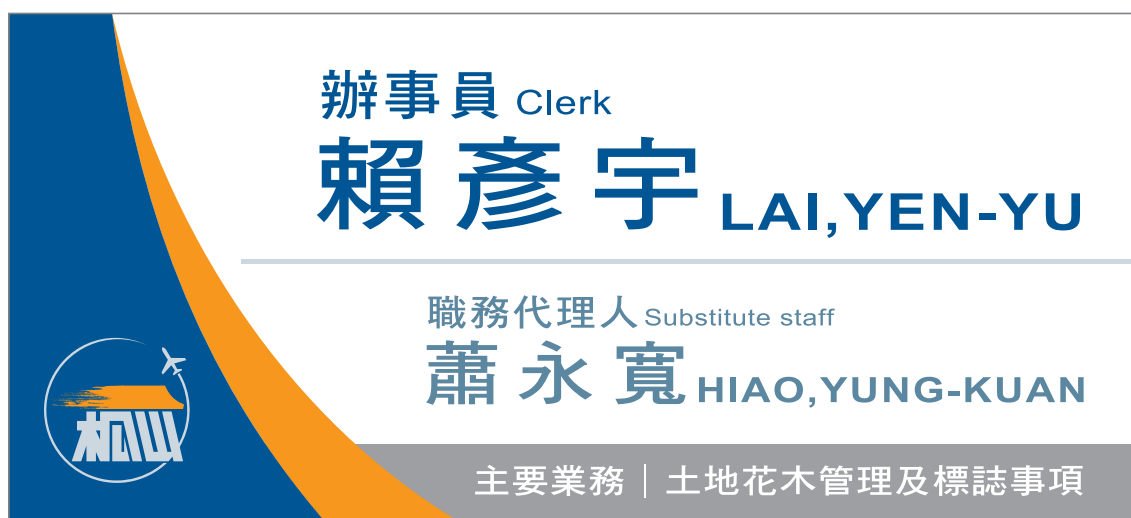 辦事員 Clerk
賴彥宇 LAI,YEN-YU
職務代理人 Substitute staff
蕭永寬 HIAO,YUNG-KUAN
主要業務｜土地花木管理及標誌事項